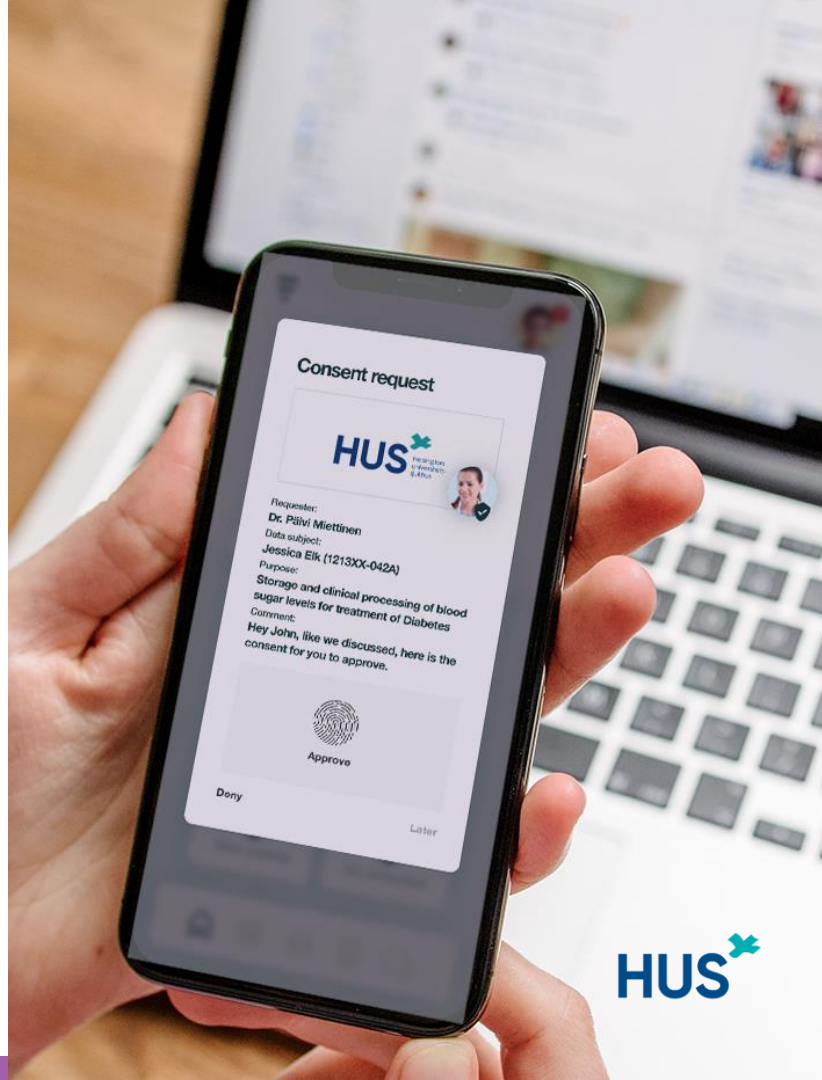 Consent request
HUS
Requester:
Dr. Päivi Miettinen
Data subject:
Jessica Elk (1213XX-042A)
Purpose:
Storage and clinical processing of blood
sugar levels for treatment of Diabetes
Comment:
Hey John, like we discussed, here is the
consent for you to approve.
Approve
Deny
Later
HUS